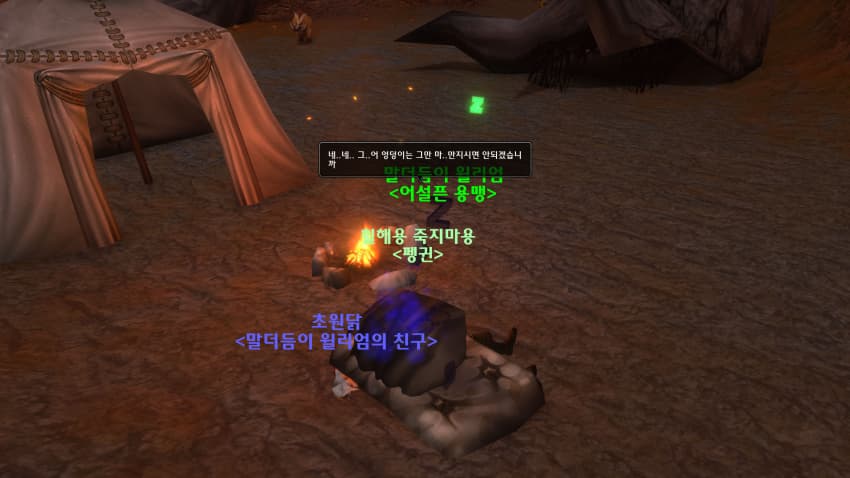 네..네.. 그..어 엉덩이는 그만 마..만지시면 안되겠습니
까
말더듬이 윌리엄
<어설픈 용맹>
해용 죽지마용
<펭귄>
초원닭
<말더듬이 윌리엄의 친구>